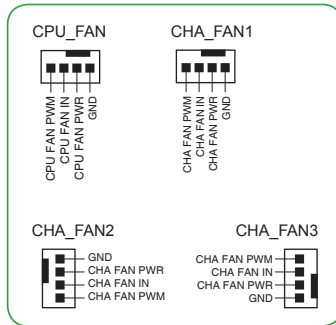 CPU_FAN
CPU FAN PWM
CPU FAN IN
CPU FAN PWR
GND
CHA_FAN1
CHA FAN PWM
CHA FAN IN
CHA FAN PWR
GND
CHA_FAN2
GND
CHA FAN PWR
CHA FAN IN
CHA FAN PWM
CHA_FAN3
CHA FAN PWM
CHA FAN IN
CHA FAN PWR
GND